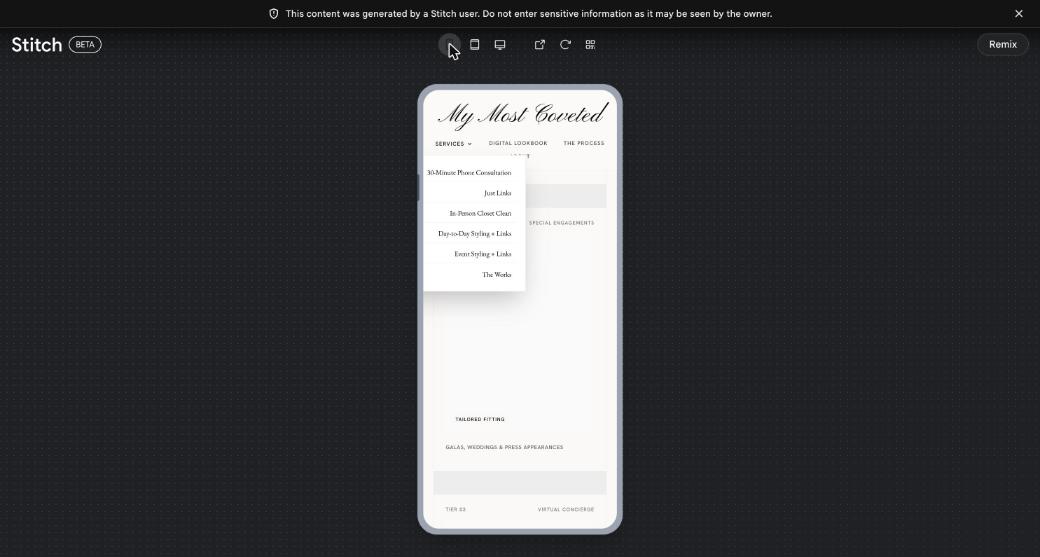 This content was generated by a Stitch user. Do not enter sensitive information as it may be seen by the owner.
Stitch BETA
Remix
My Most Coveted
SERVICES DIGITAL LOOKBOOK THE PROCESS
30-Minute Phone Consultation
Just Links
In-Person Closet Clean
SPECIAL ENGAGEMENTS
Day-to-Day Styling + Links
Event Styling + Links
The Works
TAILORED FITTING
GALAS, WEDDINGS & PRESS APPEARANCES
TIER 03 VIRTUAL CONCIERGE